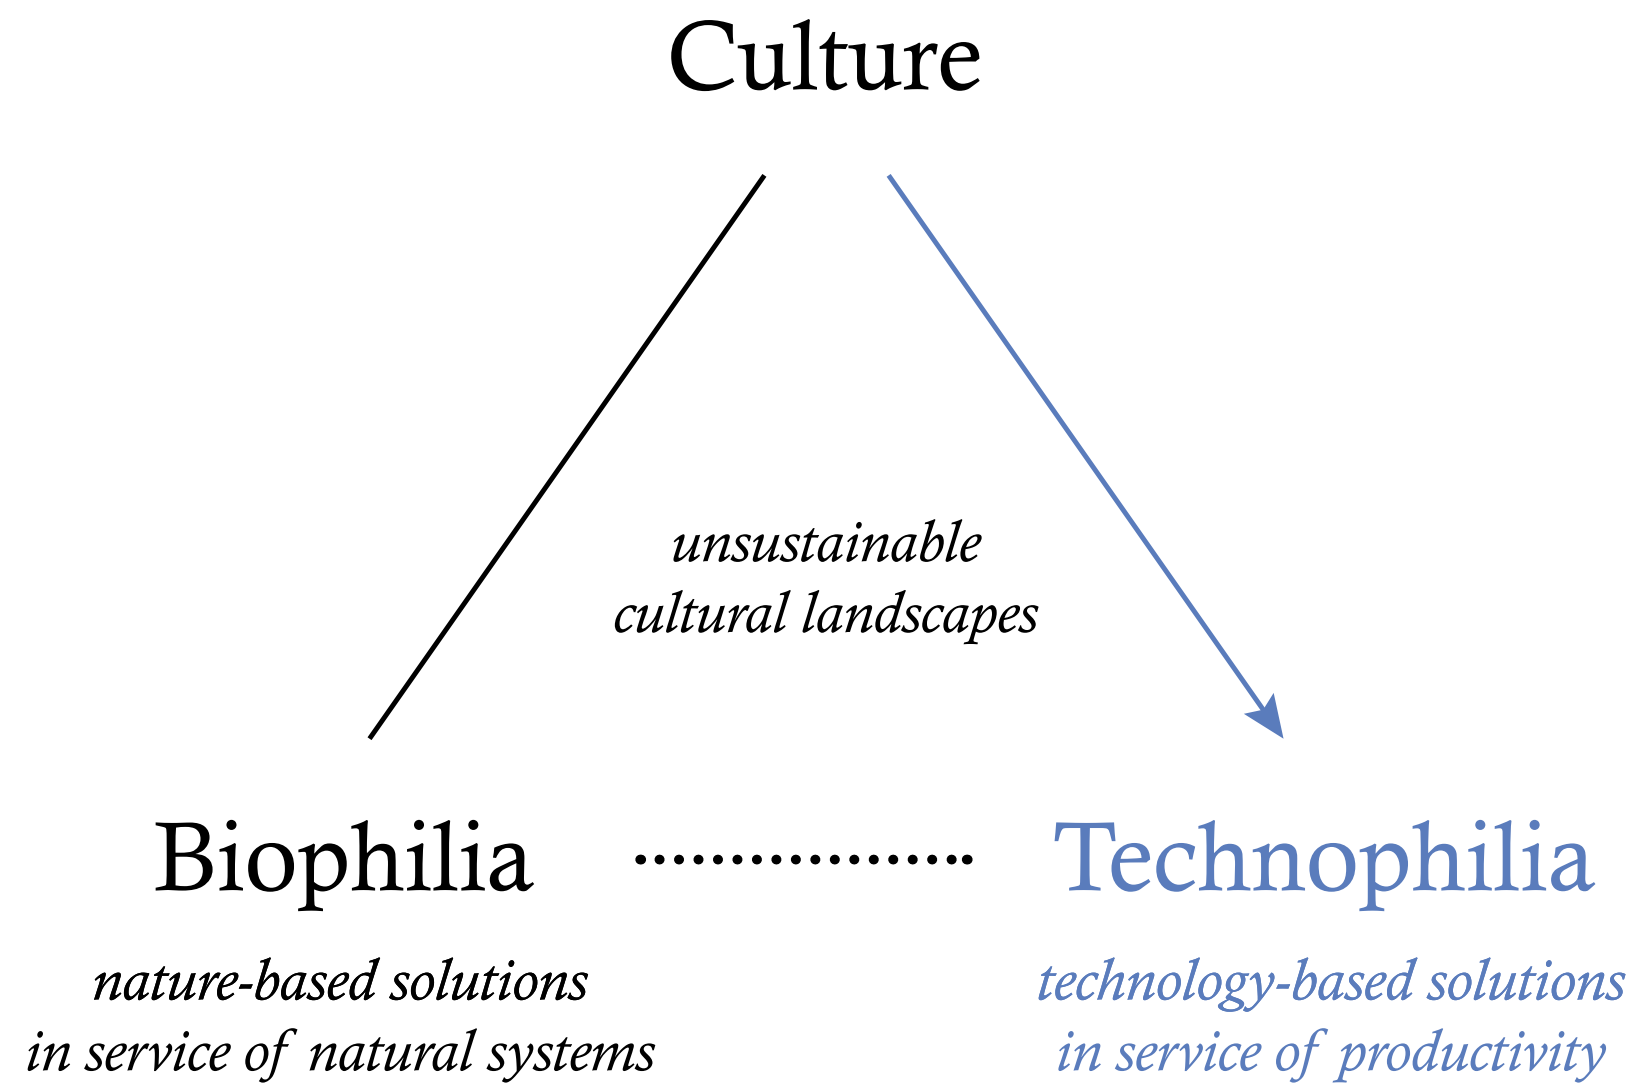 Culture
unsustainable
cultural landscapes
Biophilia
Technophilia
nature-based solutions
in service of natural systems
technology-based solutions
in service of productivity